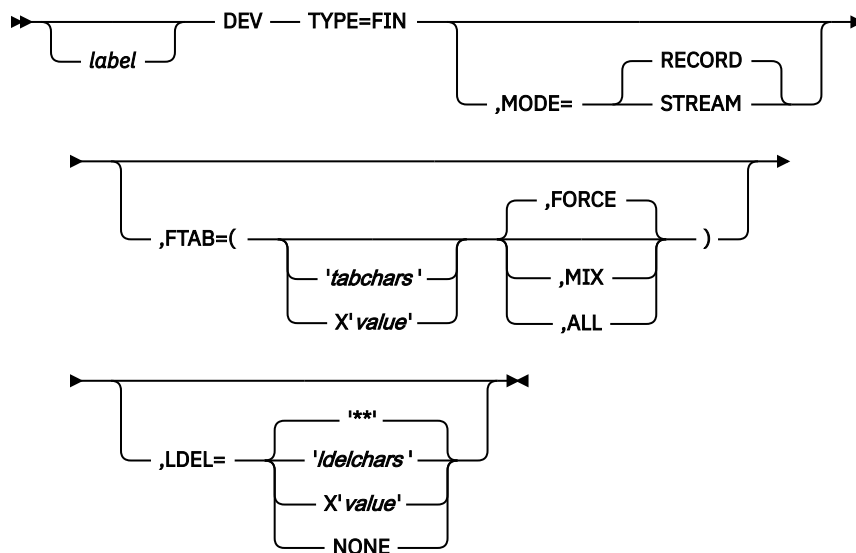 DEV TYPE=FIN
label
RECORD
,MODE= STREAM
,FORCE
,FTAB=( )
'tabchars' ,MIX
X'value' ,ALL
'**'
,LDEL= 'ldelchars'
X'value'
NONE